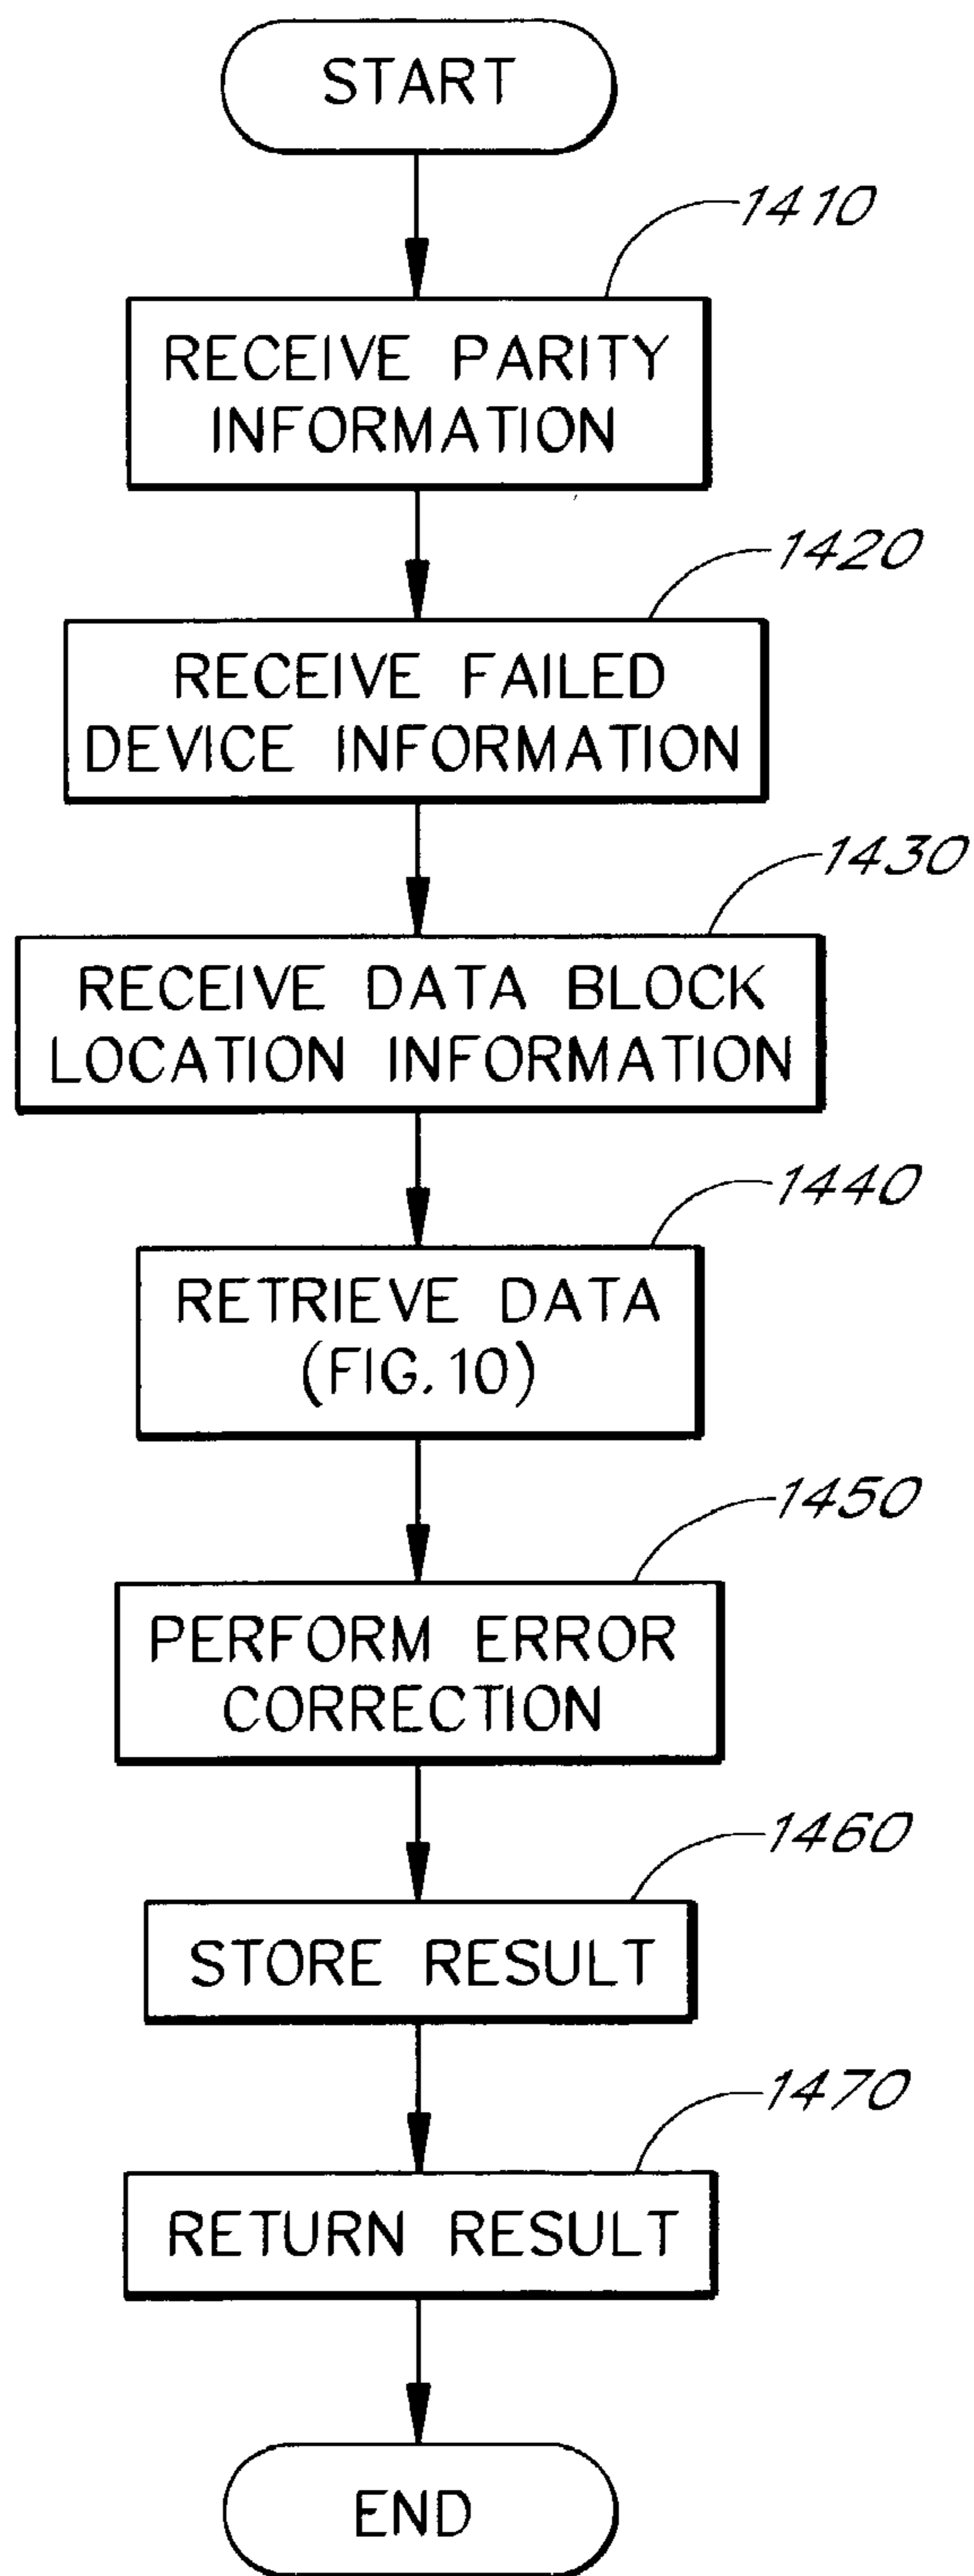 START
1410
RECEIVE PARITY
INFORMATION
1420
RECEIVE FAILED
DEVICE INFORMATION
1430
RECEIVE DATA BLOCK
LOCATION INFORMATION
1440
RETRIEVE DATA
(FIG. 10)
1450
PERFORM ERROR
CORRECTION
1460
STORE RESULT
1470
RETURN RESULT
END